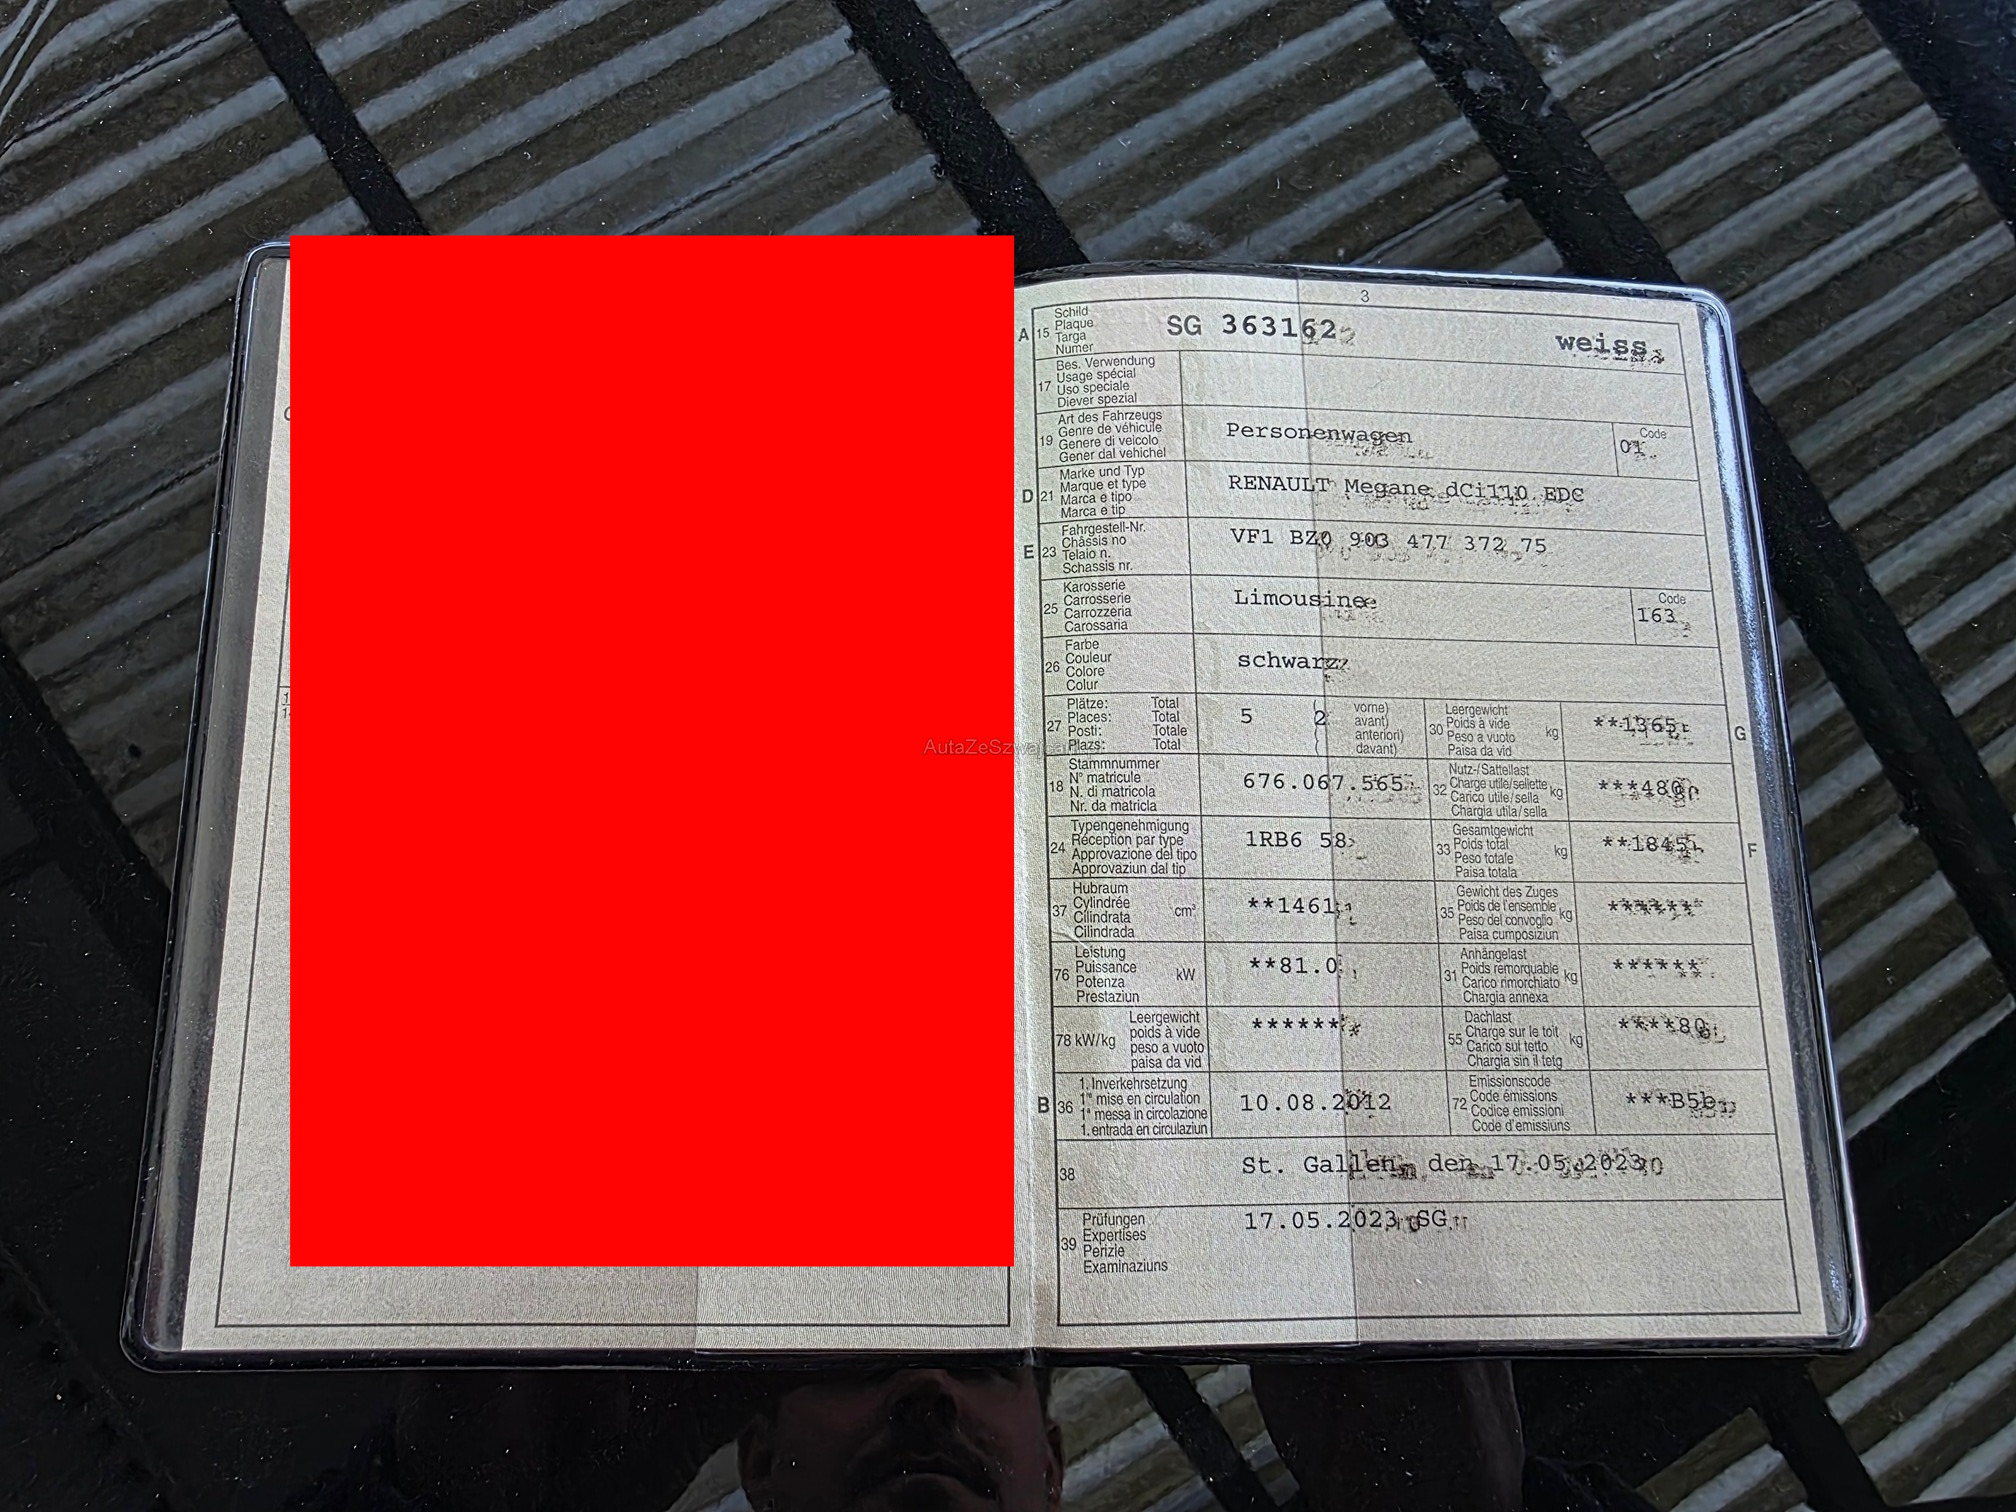 3
A 15 Schild
Plaque
Targa
Numer
SG 363162
weiss
17 Bes. Verwendung
Usage spécial
Uso speciale
Diever spezial
19 Art des Fahrzeugs
Genre de véhicule
Genere di veicolo
Gener dal vehichel
Personenwagen
Code
01
D 21 Marke und Typ
Marque et type
Marca e tipo
Marca e tip
RENAULT Megane dCi110 EDC
E 23 Fahrgestell-Nr.
Châssis no
Telaio n.
Schassis nr.
VF1 BZ0 903 477 372 75
25 Karosserie
Carrosserie
Carrozzeria
Carossaria
Limousine
Code
163
26 Farbe
Couleur
Colore
Colur
schwarz
27 Plätze: Total
Places: Total
Posti: Totale
Plazs: Total
5 ( 2 vorne)
avant)
anteriori)
davant)
30 Leergewicht
Poids à vide
Peso a vuoto
Paisa da vid
kg
**1365
G
18 Stammnummer
N° matricule
N. di matricola
Nr. da matricla
676.067.565
32 Nutz-/Sattellast
Charge utile/sellette
Carico utile/sella
Chargia utila/sella
kg
***480
24 Typengenehmigung
Réception par type
Approvazione del tipo
Approvaziun dal tip
1RB6 58
33 Gesamtgewicht
Poids total
Peso totale
Paisa totala
kg
**1845
F
37 Hubraum
Cylindrée
Cilindrata
Cilindrada
cm³
**1461
35 Gewicht des Zuges
Poids de l'ensemble
Peso del convoglio
Paisa cumposiziun
kg
******
76 Leistung
Puissance
Potenza
Prestaziun
kW
**81.0
31 Anhängelast
Poids remorquable
Carico rimorchiato
Chargia annexa
kg
******
78 kW/kg Leergewicht
poids à vide
peso a vuoto
paisa da vid
******
55 Dachlast
Charge sur le toit
Carico sul tetto
Chargia sin il tetg
kg
****80
B 36 1. Inverkehrsetzung
1re mise en circulation
1a messa in circolazione
1. entrada en circulaziun
10.08.2012
72 Emissionscode
Code émissions
Codice emissioni
Code d'emissiuns
***B5b
38
St. Gallen, den 17.05.2023
39 Prüfungen
Expertises
Perizie
Examinaziuns
17.05.2023 SG